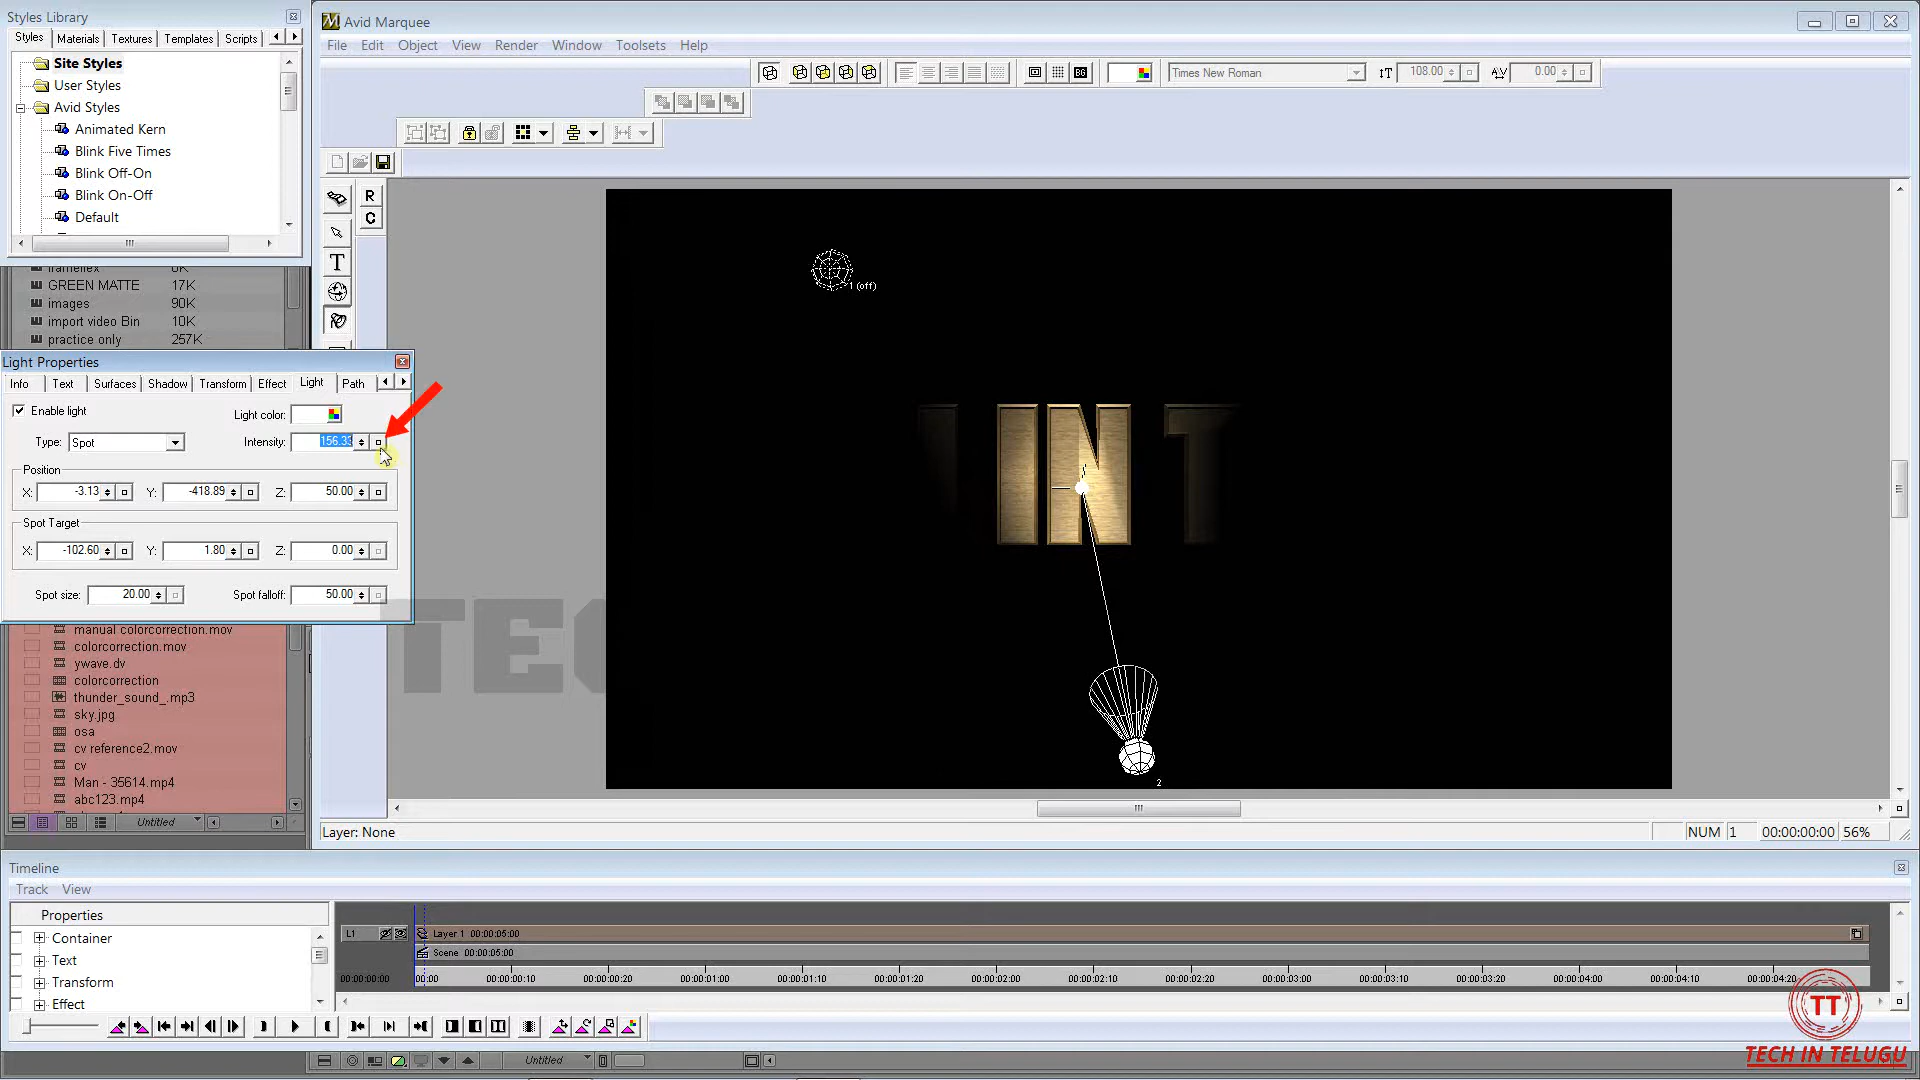 Styles Library
Styles Materials Textures Templates Scripts
Site Styles
User Styles
Avid Styles
Animated Kern
Blink Five Times
Blink Off-On
Blink On-Off
Default
GREEN MATTE 17K
images 90K
import video Bin 10K
practice only 257K
Avid Marquee
File Edit Object View Render Window Toolsets Help
Times New Roman
108.00
0.00
R
C
T
Light Properties
Info Text Surfaces Shadow Transform Effect Light Path
Enable light
Light color:
Type: Spot
Intensity: 156.33
Position
X: -3.13 Y: -418.89 Z: 50.00
Spot Target
X: -102.60 Y: 1.80 Z: 0.00
Spot size: 20.00 Spot falloff: 50.00
1 (off)
IN T
2
TEC
manual colorcorrection.mov
colorcorrection.mov
ywave.dv
colorcorrection
thunder_sound_.mp3
sky.jpg
osa
cv reference2.mov
cv
Man - 35614.mp4
abc123.mp4
Untitled
Layer: None
NUM 1 00:00:00:00 56%
Timeline
Track View
Properties
Container
Text
Transform
Effect
L1
Layer 1 00:00:05:00
Scene 00:00:05:00
00:00:00:00 00:00 00:00:00:10 00:00:00:20 00:00:01:00 00:00:01:10 00:00:01:20 00:00:02:00 00:00:02:10 00:00:02:20 00:00:03:00 00:00:03:10 00:00:03:20 00:00:04:00 00:00:04:10 00:00:04:20
Untitled
TT
TECH IN TELUGU